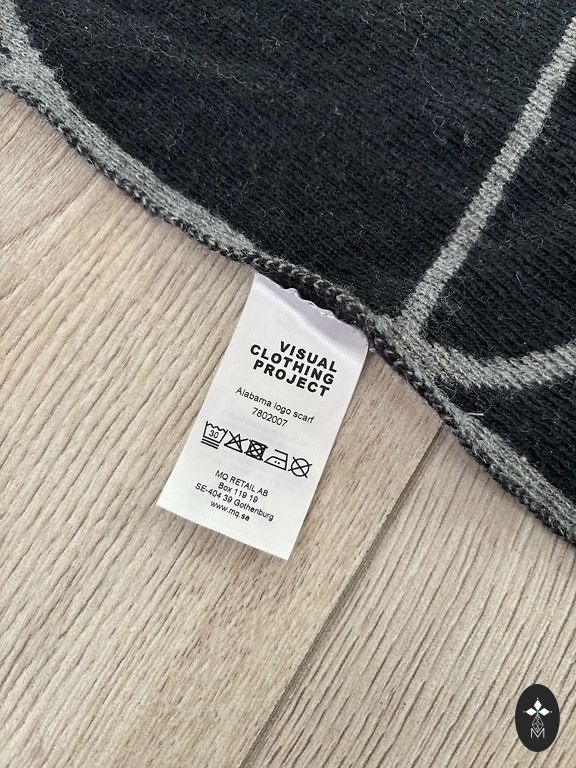 VISUAL
CLOTHING
PROJECT
Alabama logo scarf
7802007
30
MQ RETAIL AB
Box 119 19
SE-404 39 Gothenburg
www.mq.se
M